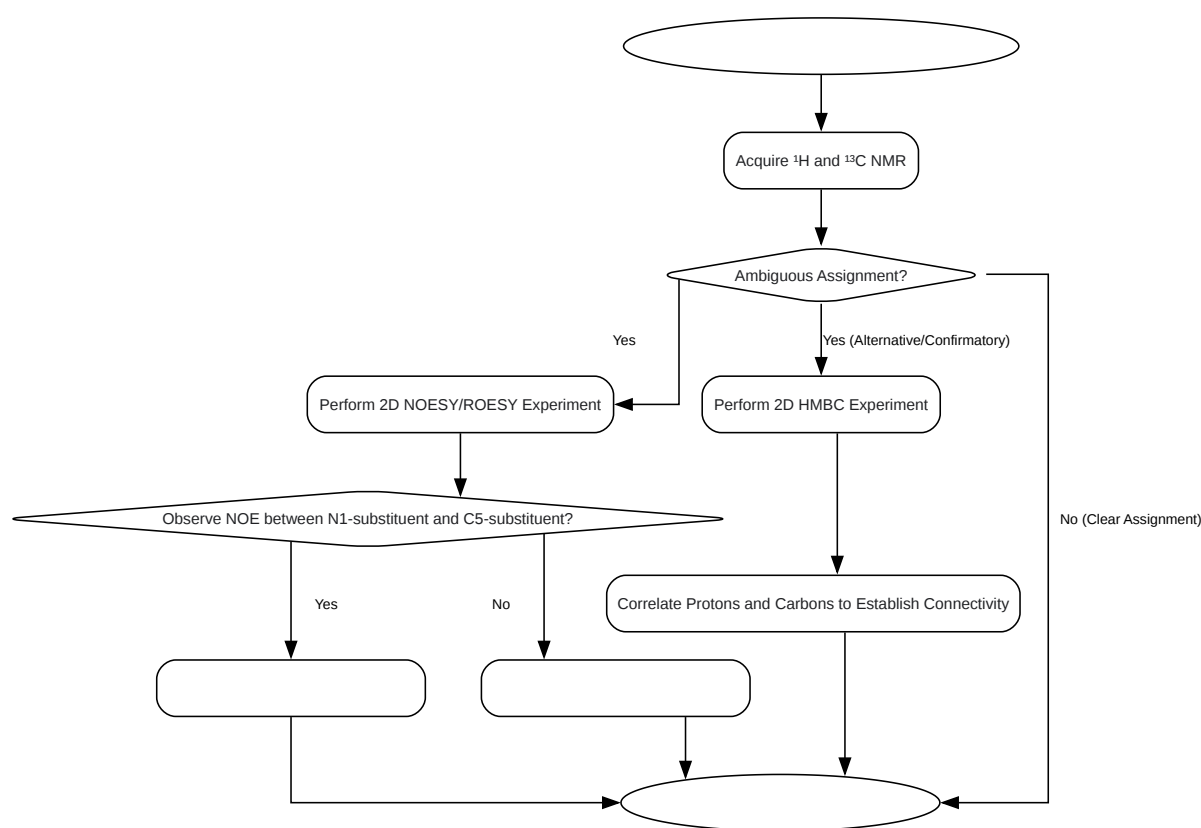 Acquire ¹H and ¹³C NMR
Ambiguous Assignment?
Yes
Yes (Alternative/Confirmatory)
Perform 2D NOESY/ROESY Experiment
Perform 2D HMBC Experiment
Observe NOE between N1-substituent and C5-substituent?
No (Clear Assignment)
Yes
No
Correlate Protons and Carbons to Establish Connectivity